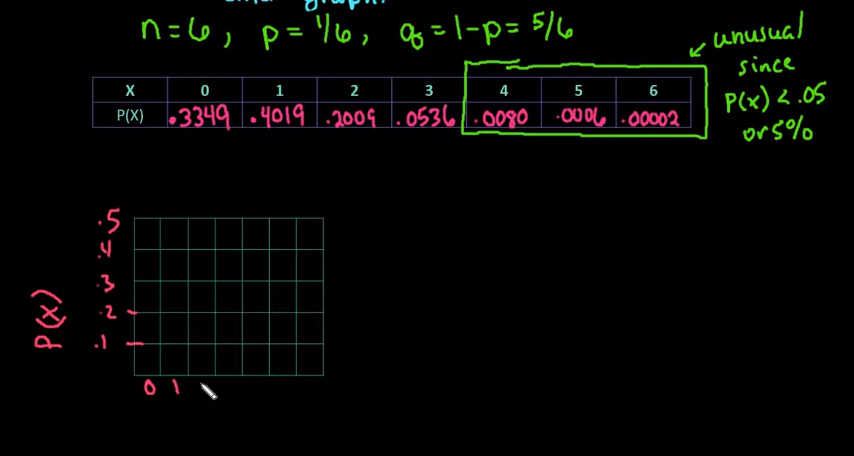 graph.
n = 6 , p = 1/6 , q = 1 - p = 5/6
unusual
since
P(x) < .05
or 5%
X 0 1 2 3 4 5 6
P(X) .3349 .4019 .2009 .0536 .0080 .0006 .00002
.5
.4
.3
.2
.1
P(X)
0 1